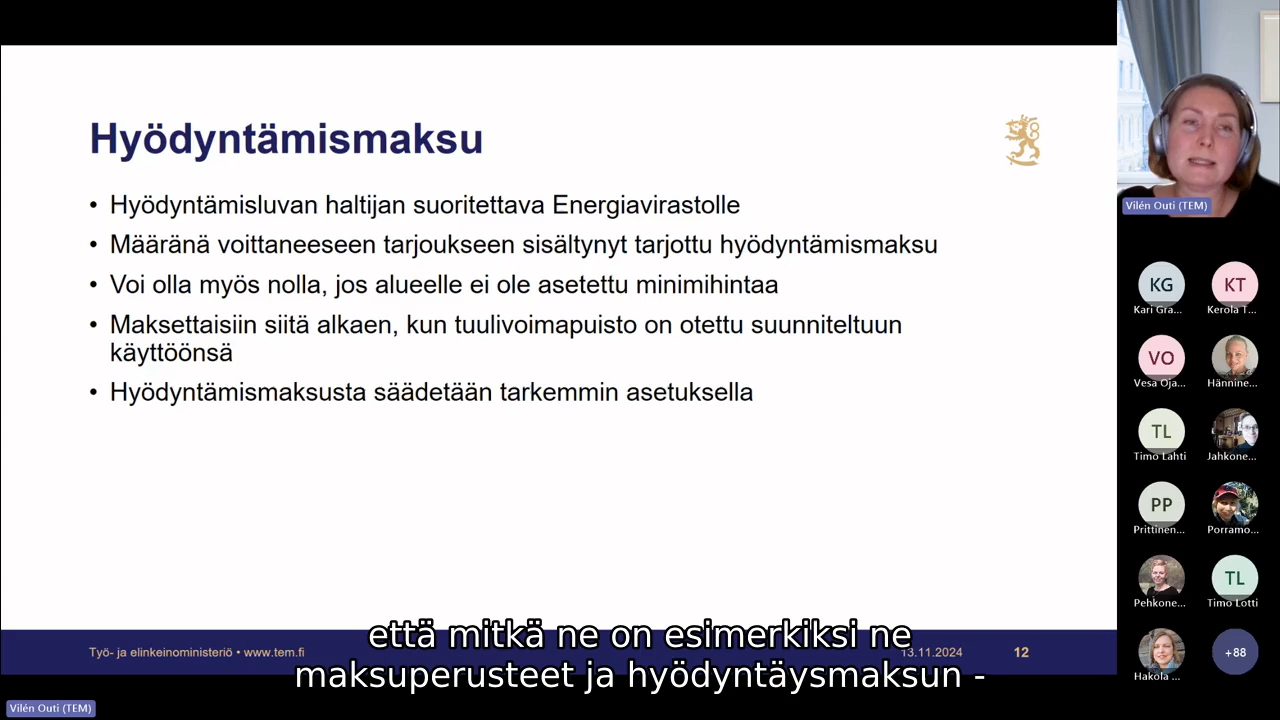 Hyödyntämismaksu
• Hyödyntämisluvan haltijan suoritettava Energiavirastolle
• Määränä voittaneeseen tarjoukseen sisältynyt tarjottu hyödyntämismaksu
• Voi olla myös nolla, jos alueelle ei ole asetettu minimihintaa
• Maksettaisiin siitä alkaen, kun tuulivoimapuisto on otettu suunniteltuun
käyttöönsä
• Hyödyntämismaksusta säädetään tarkemmin asetuksella
Työ- ja elinkeinoministeriö • www.tem.fi
13.11.2024
12
että mitkä ne on esimerkiksi ne
maksuperusteet ja hyödyntäysmaksun -
Vilén Outi (TEM)
Vilén Outi (TEM)
KG
Kari Gra...
KT
Kerola T...
VO
Vesa Oja...
Hännine...
TL
Timo Lahti
Jahkone...
PP
Prittinen...
Porramo...
Pehkone...
TL
Timo Lotti
Hakola ...
+88